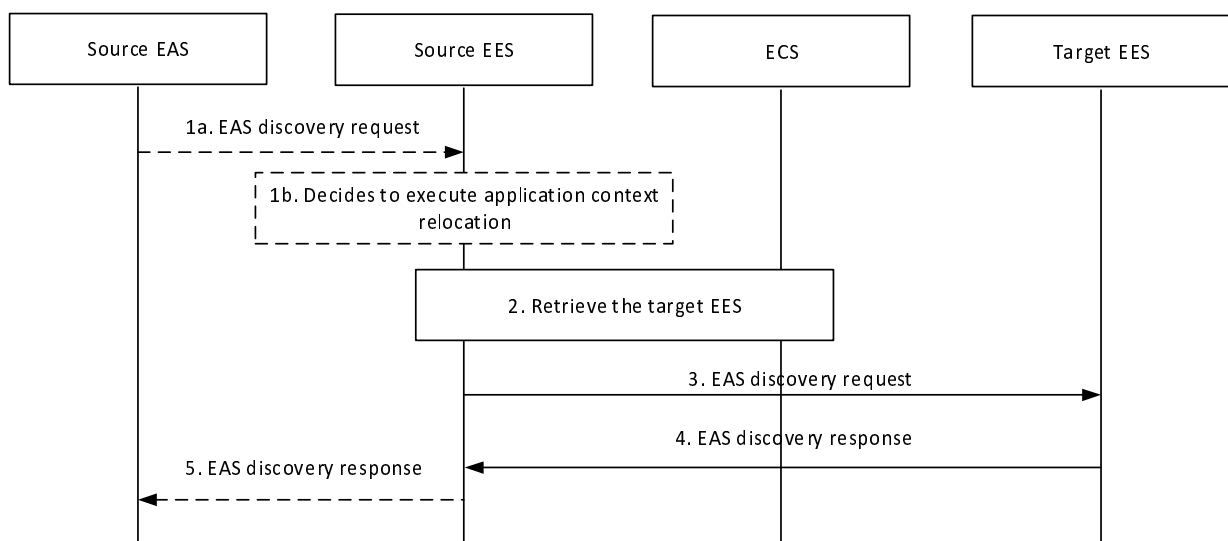 Source EAS
Source EES
ECS
Target EES
1a. EAS discovery request
1b. Decides to execute application context
relocation
2. Retrieve the target EES
3. EAS discovery request
4. EAS discovery response
5. EAS discovery response